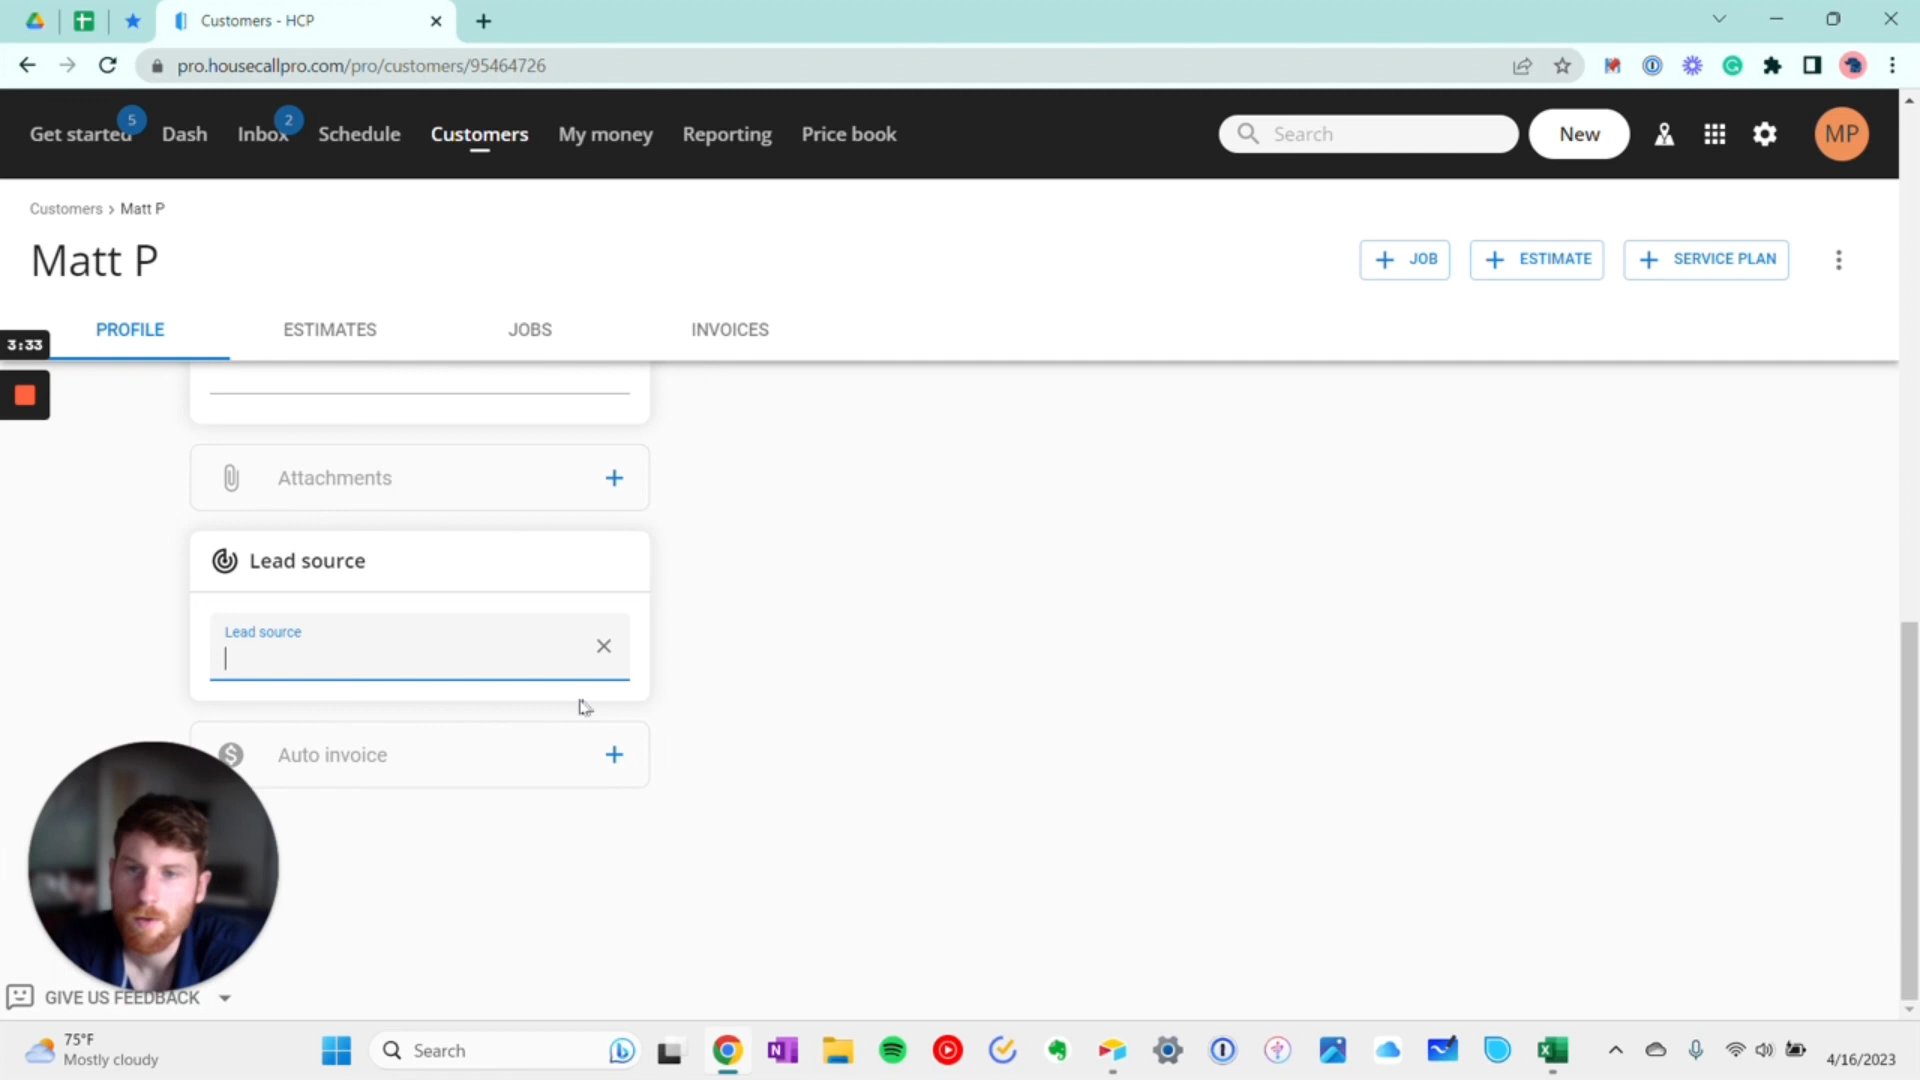 Customers - HCP
pro.housecallpro.com/pro/customers/95464726
Get started 5 Dash Inbox 2 Schedule Customers My money Reporting Price book Search New MP
Customers > Matt P
Matt P
+ JOB + ESTIMATE + SERVICE PLAN
PROFILE ESTIMATES JOBS INVOICES
3:33
Attachments +
Lead source
Lead source
Auto invoice +
GIVE US FEEDBACK
75°F
Mostly cloudy
Search
4/16/2023